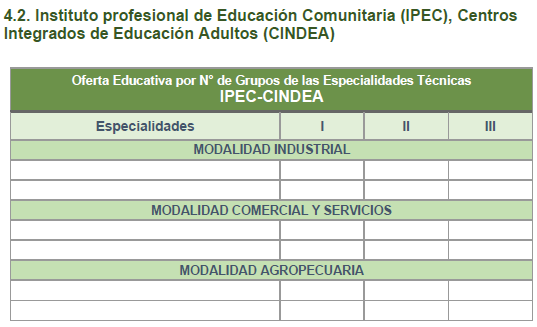 4.2. Instituto profesional de Educación Comunitaria (IPEC), Centros
Integrados de Educación Adultos (CINDEA)
Oferta Educativa por N° de Grupos de las Especialidades Técnicas
IPEC-CINDEA
Especialidades I II III
MODALIDAD INDUSTRIAL
MODALIDAD COMERCIAL Y SERVICIOS
MODALIDAD AGROPECUARIA